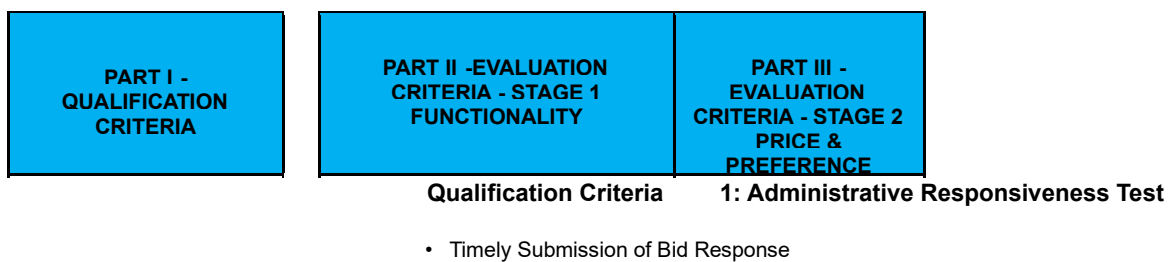 PART I -
QUALIFICATION
CRITERIA
PART II -EVALUATION
CRITERIA - STAGE 1
FUNCTIONALITY
PART III -
EVALUATION
CRITERIA - STAGE 2
PRICE &
PREFERENCE
Qualification Criteria 1: Administrative Responsiveness Test
• Timely Submission of Bid Response